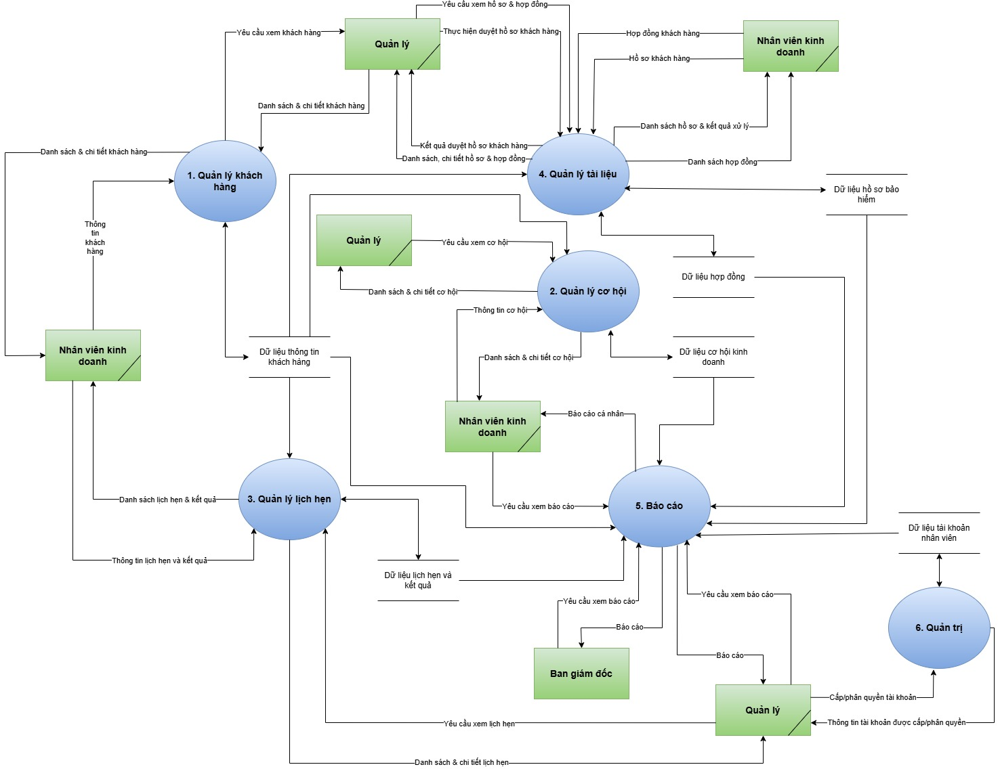 Yêu cầu xem hồ sơ & hợp đồng
Yêu cầu xem khách hàng
Quản lý
Thực hiện duyệt hồ sơ khách hàng
Hợp đồng khách hàng
Nhân viên kinh
doanh
Hồ sơ khách hàng
Danh sách & chi tiết khách hàng
Danh sách hồ sơ & kết quả xử lý
Danh sách & chi tiết khách hàng
Kết quả duyệt hồ sơ khách hàng
Danh sách, chi tiết hồ sơ & hợp đồng
Danh sách hợp đồng
1. Quản lý khách
hàng
4. Quản lý tài liệu
Dữ liệu hồ sơ bảo
hiểm
Thông
tin
khách
hàng
Quản lý
Yêu cầu xem cơ hội
Dữ liệu hợp đồng
Danh sách & chi tiết cơ hội
2. Quản lý cơ hội
Thông tin cơ hội
Nhân viên kinh
doanh
Dữ liệu thông tin
khách hàng
Danh sách & chi tiết cơ hội
Dữ liệu cơ hội kinh
doanh
Nhân viên kinh
doanh
Báo cáo cá nhân
Danh sách lịch hẹn & kết quả
3. Quản lý lịch hẹn
Yêu cầu xem báo cáo
5. Báo cáo
Dữ liệu tài khoản
nhân viên
Thông tin lịch hẹn và kết quả
Dữ liệu lịch hẹn và
kết quả
Yêu cầu xem báo cáo
Yêu cầu xem báo cáo
Báo cáo
6. Quản trị
Báo cáo
Ban giám đốc
Cấp/phân quyền tài khoản
Quản lý
Yêu cầu xem lịch hẹn
Thông tin tài khoản được cấp/phân quyền
Danh sách & chi tiết lịch hẹn